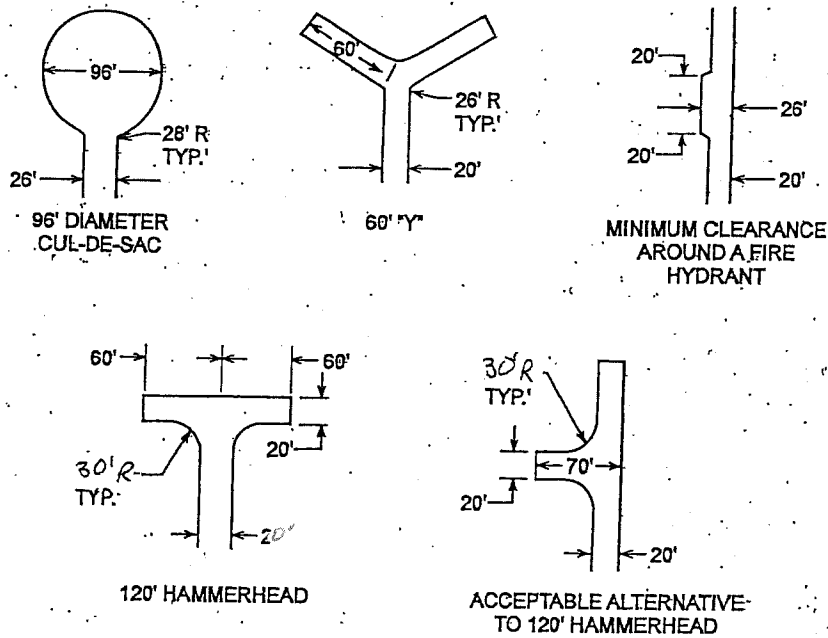 96'
28' R
TYP.'
26'
96' DIAMETER
CUL-DE-SAC
60'
26' R
TYP.'
20'
60' "Y"
20'
26'
20'
20'
MINIMUM CLEARANCE
AROUND A FIRE
HYDRANT
60'
60'
20'
30' R
TYP.
20'
120' HAMMERHEAD
30' R
TYP.'
70'
20'
20'
ACCEPTABLE ALTERNATIVE
TO 120' HAMMERHEAD